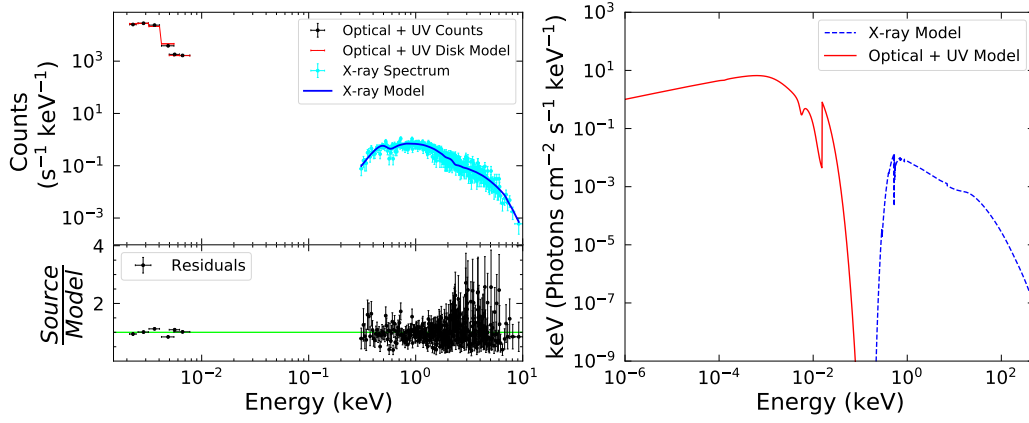 Counts
(s⁻¹ keV⁻¹)
10³
10¹
10⁻¹
10⁻³
Optical + UV Counts
Optical + UV Disk Model
X-ray Spectrum
X-ray Model
Source
Model
4
2
Residuals
10⁻² 10⁻¹ 10⁰ 10¹
Energy (keV)
keV (Photons cm⁻² s⁻¹ keV⁻¹)
10³
10¹
10⁻¹
10⁻³
10⁻⁵
10⁻⁷
10⁻⁹
X-ray Model
Optical + UV Model
10⁻⁶ 10⁻⁴ 10⁻² 10⁰ 10²
Energy (keV)